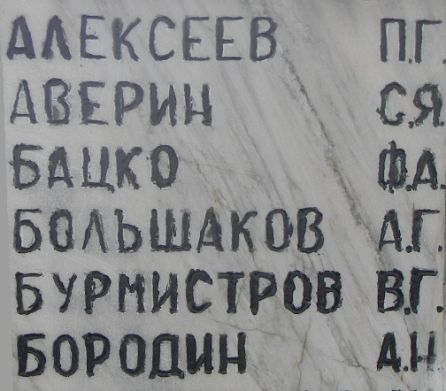 АЛЕКСЕЕВ П.Г.
АВЕРИН С.Я.
БАЦКО Ф.Д.
БОЛЬШАКОВ А.Г.
БУРМИСТРОВ В.Г.
БОРОДИН А.Н